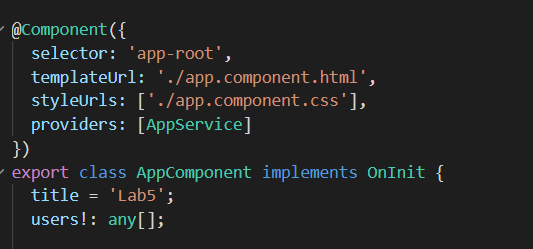 @Component({
  selector: 'app-root',
  templateUrl: './app.component.html',
  styleUrls: ['./app.component.css'],
  providers: [AppService]
})
export class AppComponent implements OnInit {
  title = 'Lab5';
  users!: any[];